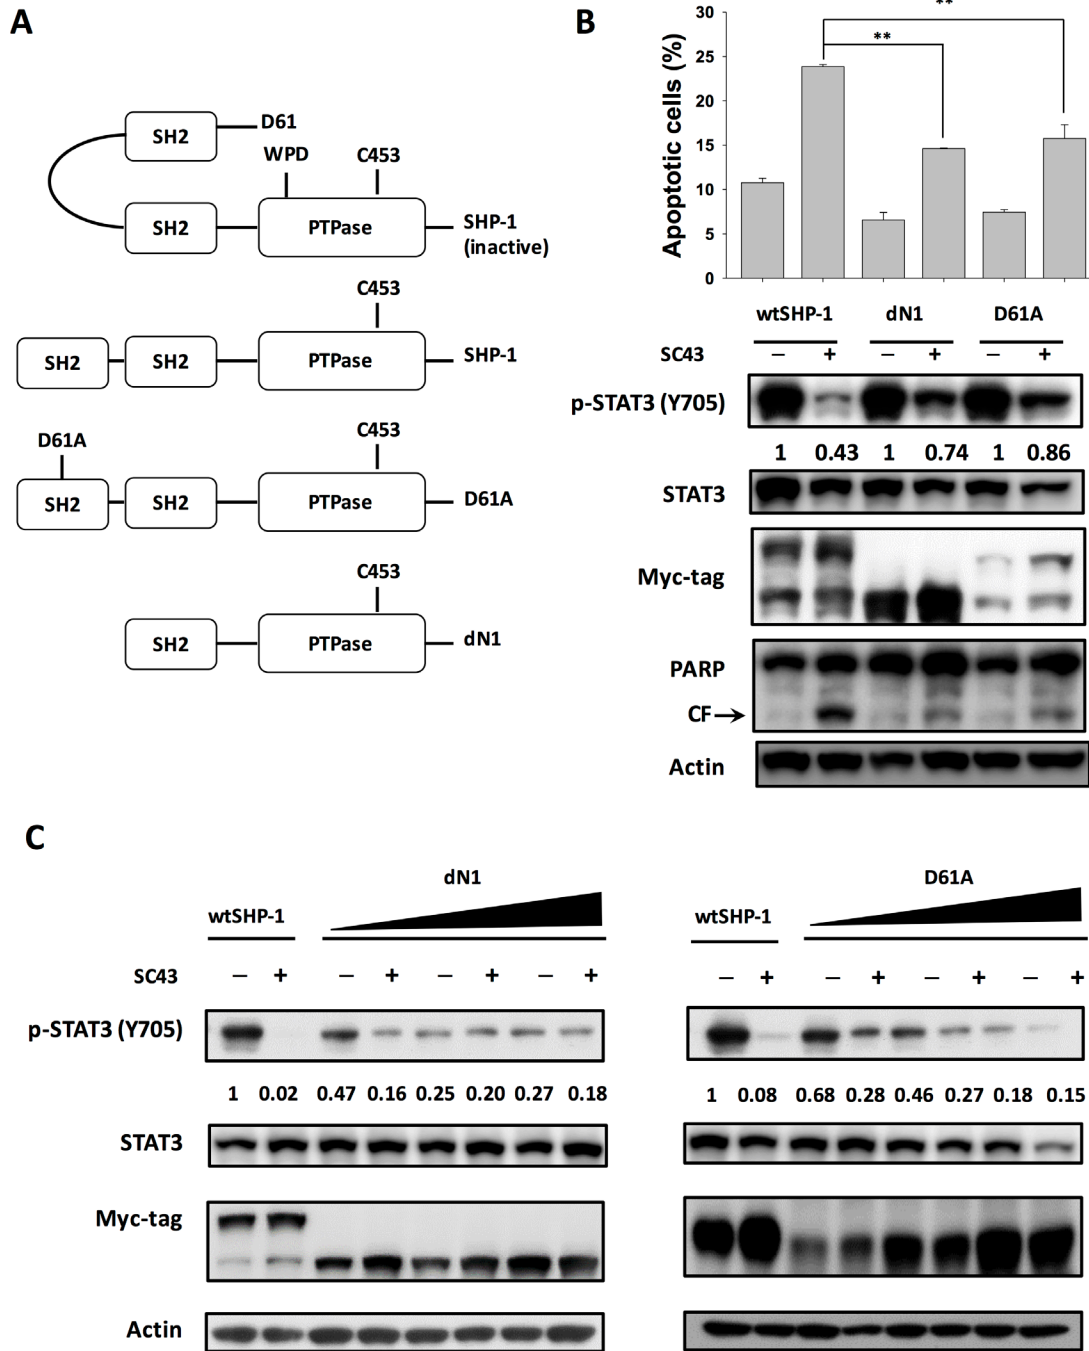 A
SH2
D61
WPD
C453
SH2
PTPase
SHP-1
(inactive)
C453
SH2
SH2
PTPase
SHP-1
D61A
C453
SH2
SH2
PTPase
D61A
C453
SH2
PTPase
dN1
B
**
**
Apoptotic cells (%)
30
25
20
15
10
5
0
wtSHP-1 dN1 D61A
SC43 – + – + – +
p-STAT3 (Y705)
1 0.43 1 0.74 1 0.86
STAT3
Myc-tag
PARP
CF
Actin
C
dN1
wtSHP-1
SC43 – + – + – + – +
p-STAT3 (Y705)
1 0.02 0.47 0.16 0.25 0.20 0.27 0.18
STAT3
Myc-tag
Actin
D61A
wtSHP-1
– + – + – + – +
1 0.08 0.68 0.28 0.46 0.27 0.18 0.15